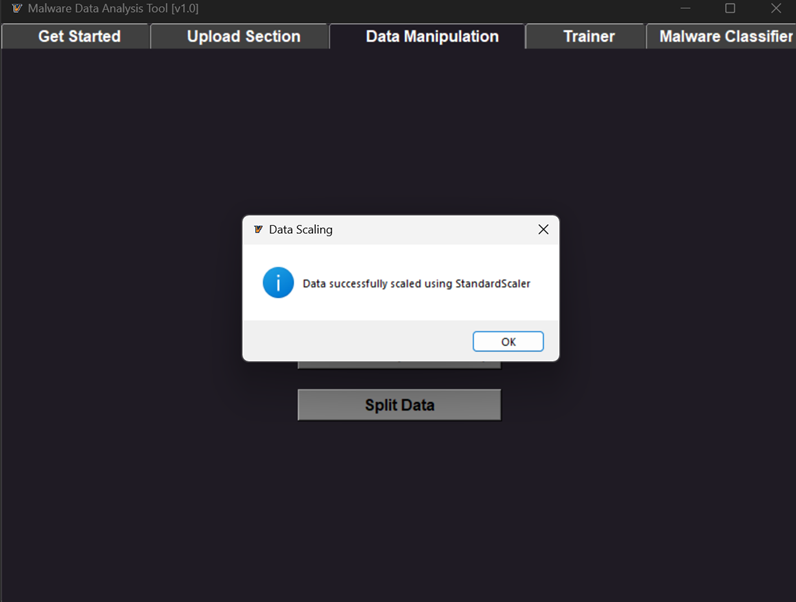 Malware Data Analysis Tool [v1.0]
Get Started
Upload Section
Data Manipulation
Trainer
Malware Classifier
Data Scaling
Data successfully scaled using StandardScaler
OK
Split Data